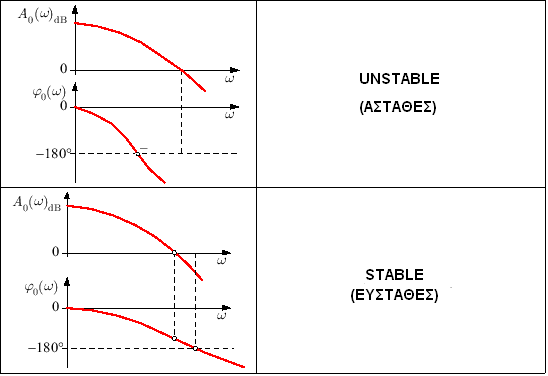 A₀(ω)dB
0
ω
φ₀(ω)
0
ω
−
−180°
UNSTABLE
(ΑΣΤΑΘΕΣ)
A₀(ω)dB
0
ω
φ₀(ω)
0
ω
−180°
STABLE
(ΕΥΣΤΑΘΕΣ)